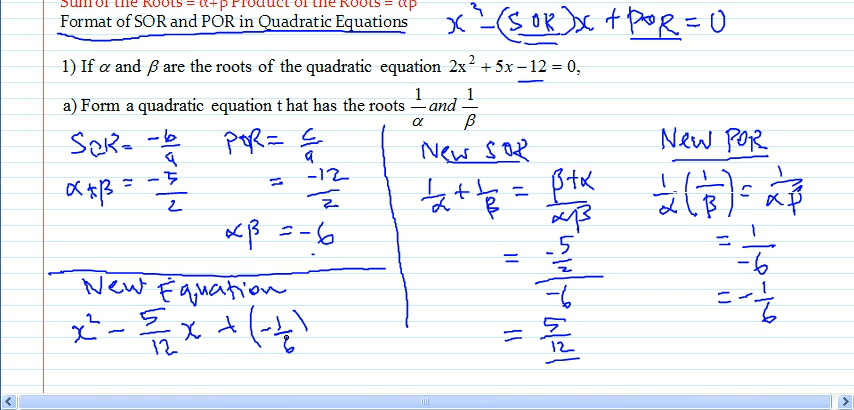 Sum of the Roots = α+β Product of the Roots = αβ
Format of SOR and POR in Quadratic Equations
x² - (SOR)x + POR = 0
1) If α and β are the roots of the quadratic equation 2x² + 5x – 12 = 0,
a) Form a quadratic equation t hat has the roots 1/α and 1/β
SOR = -b/a
α+β = -5/2
POR = c/a
= -12/2
αβ = -6
New SOR
1/α + 1/β = β+α/αβ
= -5/2 / -6
= 5/12
New POR
1/α (1/β) = 1/αβ
= 1/-6
= -1/6
New Equation
x² - 5/12 x + (-1/6)